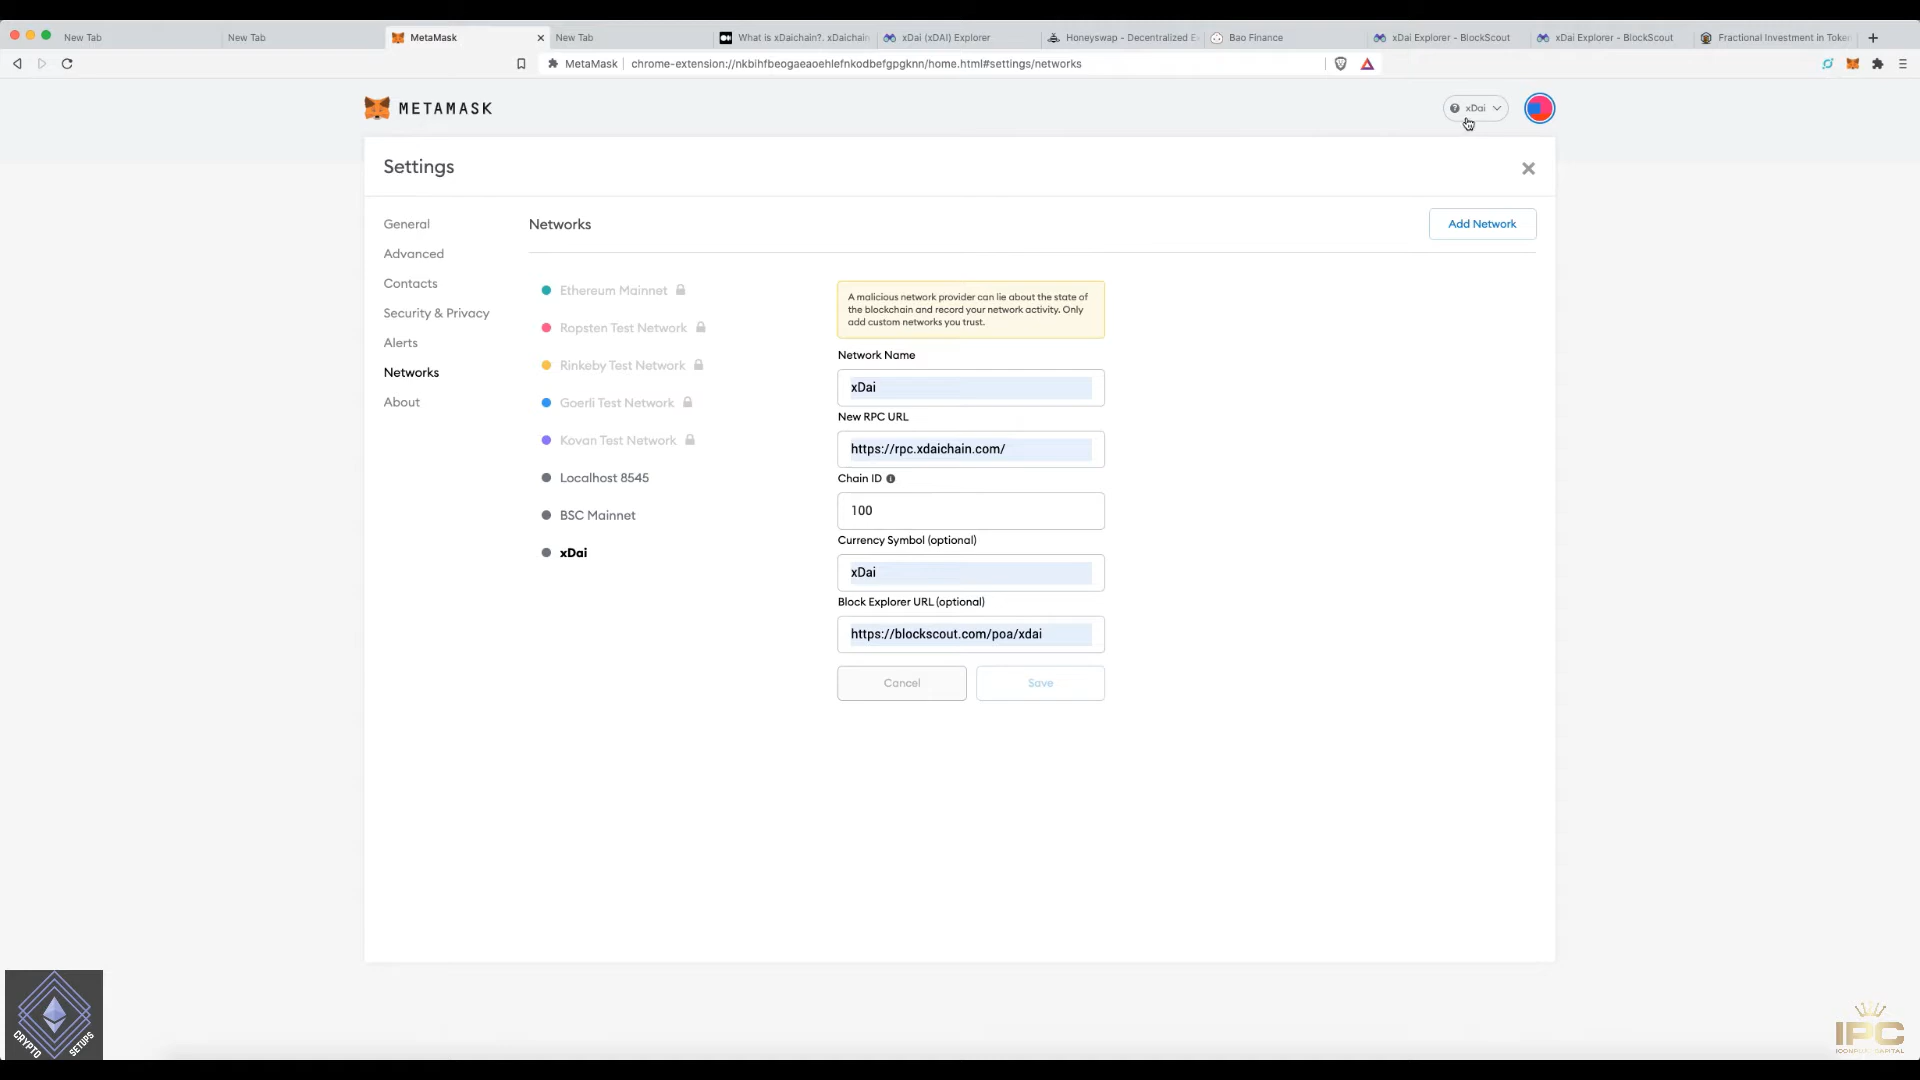 New Tab
New Tab
MetaMask
New Tab
What is xDaichain?. xDaichain
xDai (xDAI) Explorer
Honeyswap - Decentralized E
Bao Finance
xDai Explorer - BlockScout
xDai Explorer - BlockScout
Fractional Investment in Token
MetaMask
chrome-extension://nkbihfbeogaeaoehlefnkodbefgpgknn/home.html#settings/networks
METAMASK
xDai
Settings
General
Advanced
Contacts
Security & Privacy
Alerts
Networks
About
Networks
Add Network
Ethereum Mainnet
Ropsten Test Network
Rinkeby Test Network
Goerli Test Network
Kovan Test Network
Localhost 8545
BSC Mainnet
xDai
A malicious network provider can lie about the state of
the blockchain and record your network activity. Only
add custom networks you trust.
Network Name
xDai
New RPC URL
https://rpc.xdaichain.com/
Chain ID
100
Currency Symbol (optional)
xDai
Block Explorer URL (optional)
https://blockscout.com/poa/xdai
Cancel
Save
CRYPTO
SETUPS
IPC